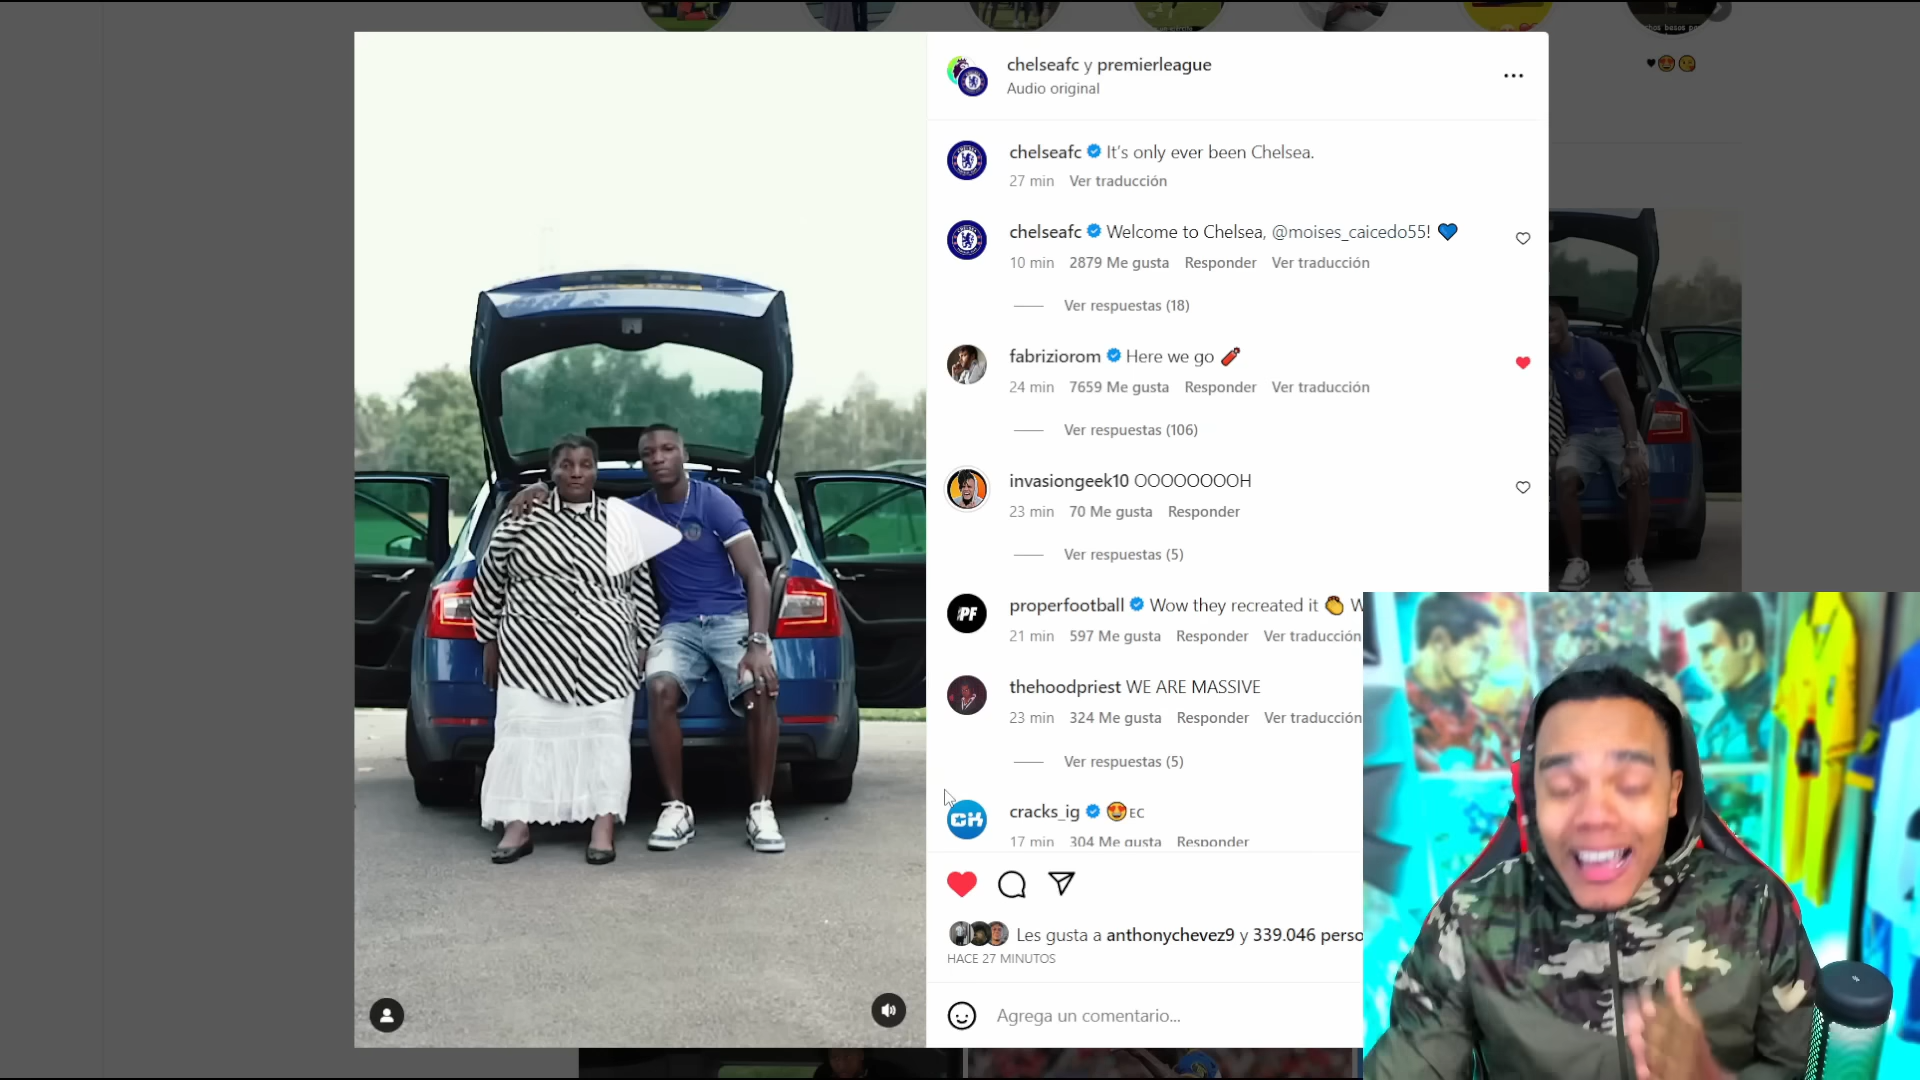 chelseafc y premierleague
Audio original
chelseafc It's only ever been Chelsea.
27 min Ver traducción
chelseafc Welcome to Chelsea, @moises_caicedo55! 💙
10 min 2879 Me gusta Responder Ver traducción
Ver respuestas (18)
fabriziorom Here we go 🧨
24 min 7659 Me gusta Responder Ver traducción
Ver respuestas (106)
invasiongeek10 OOOOOOOOH
23 min 70 Me gusta Responder
Ver respuestas (5)
PF
properfootball Wow they recreated it 👏 W
21 min 597 Me gusta Responder Ver traducción
thehoodpriest WE ARE MASSIVE
23 min 324 Me gusta Responder Ver traducción
Ver respuestas (5)
CK
cracks_ig 😍 EC
17 min 304 Me gusta Responder
Les gusta a anthonychevez9 y 339.046 perso
HACE 27 MINUTOS
Agrega un comentario...